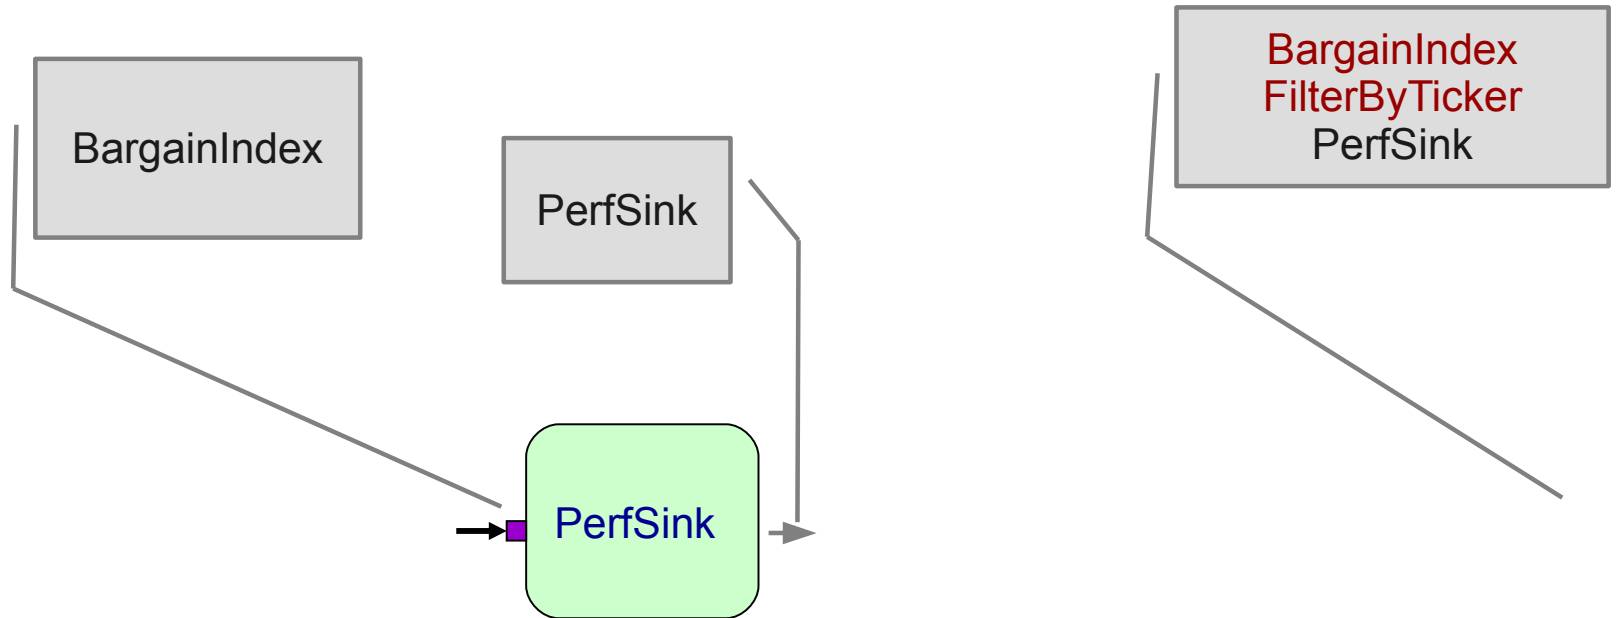 BargainIndex
PerfSink
BargainIndex
FilterByTicker
PerfSink
PerfSink